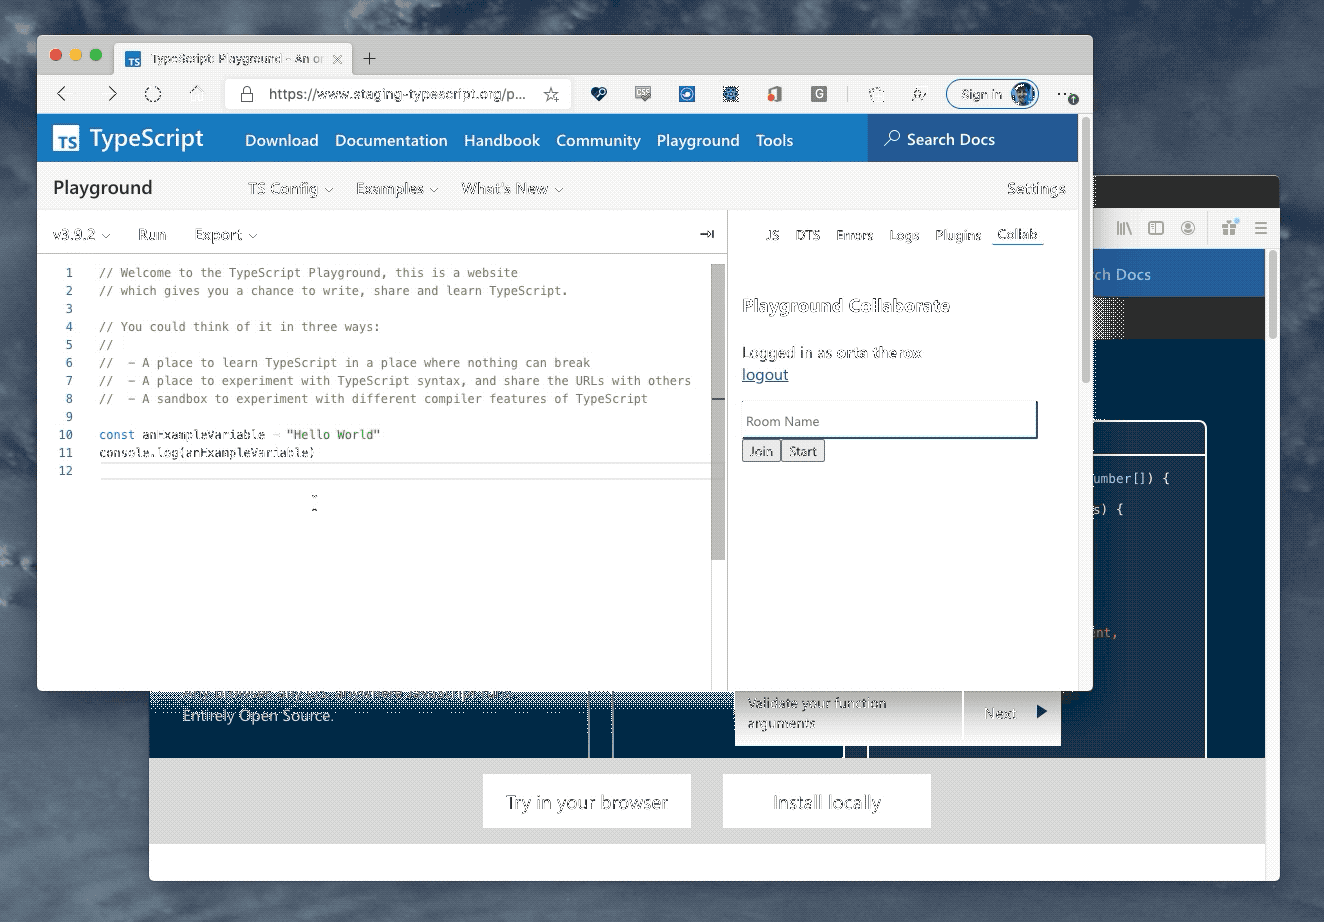 TS TypeScript: Playground - An o
https://www.staging-typescript.org/p...
CSS
G
Sign in
TS TypeScript
Download Documentation Handbook Community Playground Tools
Search Docs
Playground
TS Config Examples What's New
Settings
v3.9.2 Run Export
JS DTS Errors Logs Plugins Collab
1 // Welcome to the TypeScript Playground, this is a website
2 // which gives you a chance to write, share and learn TypeScript.
3
4 // You could think of it in three ways:
5 //
6 //  - A place to learn TypeScript in a place where nothing can break
7 //  - A place to experiment with TypeScript syntax, and share the URLs with others
8 //  - A sandbox to experiment with different compiler features of TypeScript
9
10 const anExampleVariable = "Hello World"
11 console.log(anExampleVariable)
12
Playground Collaborate
Logged in as orta therox
logout
Room Name
Join Start
ch Docs
umber[]) {
s) {
ent,
Entirely Open Source.
Validate your function
arguments
Next
Try in your browser
Install locally